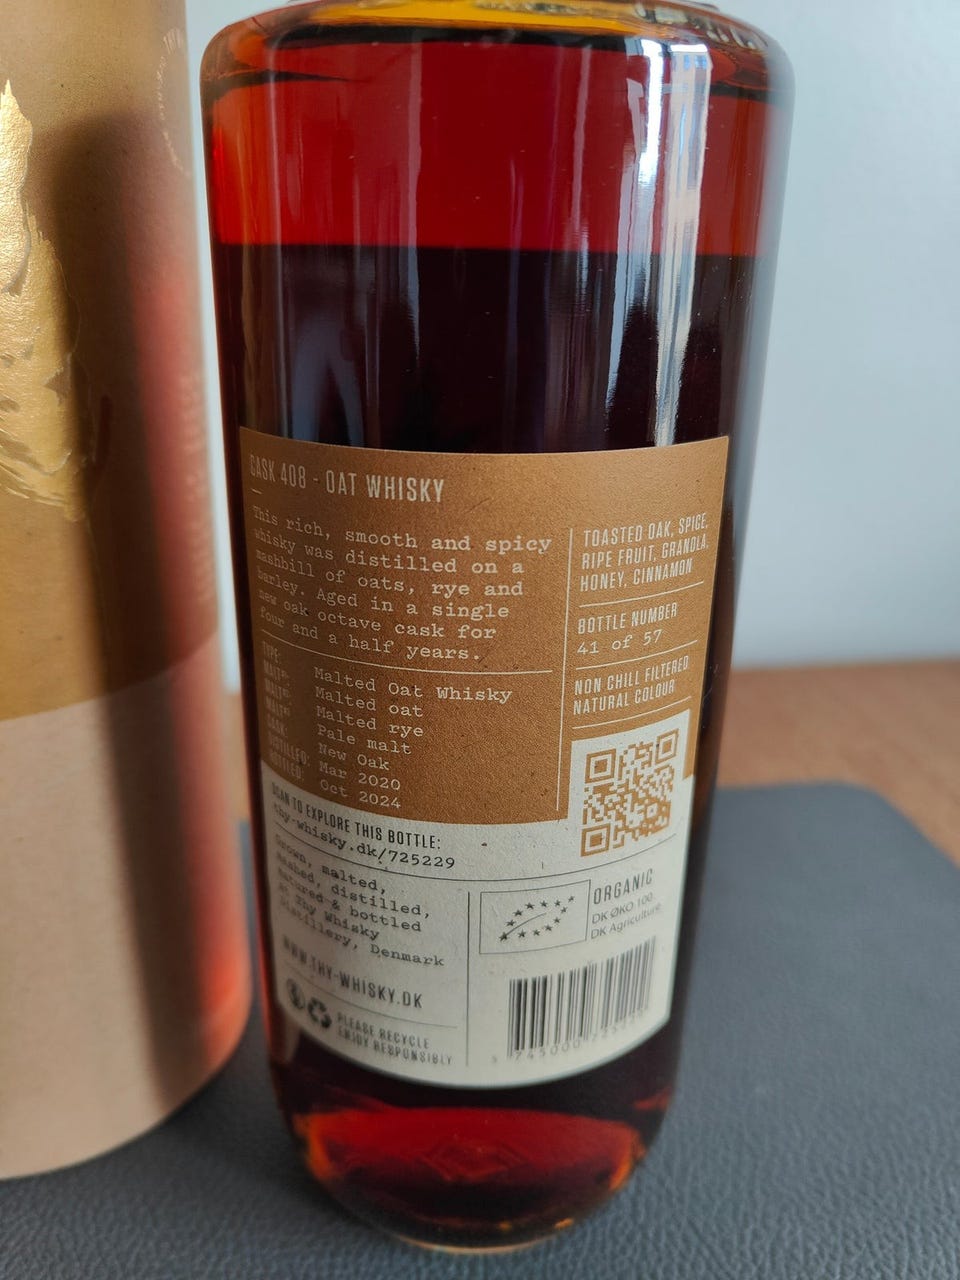 CASK 408 - OAT WHISKY
This rich, smooth and spicy
whisky was distilled on a
mashbill of oats, rye and
barley. Aged in a single
new oak octave cask for
four and a half years.
TYPE: Malted Oat Whisky
MALT: Malted oat
MALT: Malted rye
MALT: Pale malt
CASK: New Oak
DISTILLED: Mar 2020
BOTTLED: Oct 2024
TOASTED OAK, SPICE,
RIPE FRUIT, GRANOLA,
HONEY, CINNAMON
BOTTLE NUMBER
41 of 57
NON CHILL FILTERED
NATURAL COLOUR
SCAN TO EXPLORE THIS BOTTLE:
thy-whisky.dk/725229
Grown, malted,
mashed, distilled,
matured & bottled
at Thy Whisky
Distillery, Denmark
WWW.THY-WHISKY.DK
PLEASE RECYCLE
ENJOY RESPONSIBLY
ORGANIC
DK-ØKO 100
DK Agriculture